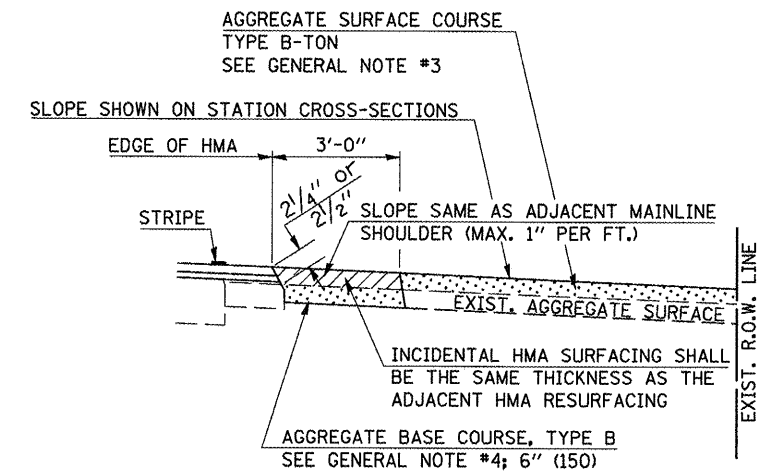 AGGREGATE SURFACE COURSE
TYPE B-TON
SEE GENERAL NOTE #3
SLOPE SHOWN ON STATION CROSS-SECTIONS
EDGE OF HMA
3'-0"
2 1/4" or
2 1/2"
STRIPE
SLOPE SAME AS ADJACENT MAINLINE
SHOULDER (MAX. 1" PER FT.)
EXIST. AGGREGATE SURFACE
EXIST. R.O.W. LINE
INCIDENTAL HMA SURFACING SHALL
BE THE SAME THICKNESS AS THE
ADJACENT HMA RESURFACING
AGGREGATE BASE COURSE, TYPE B
SEE GENERAL NOTE #4; 6" (150)